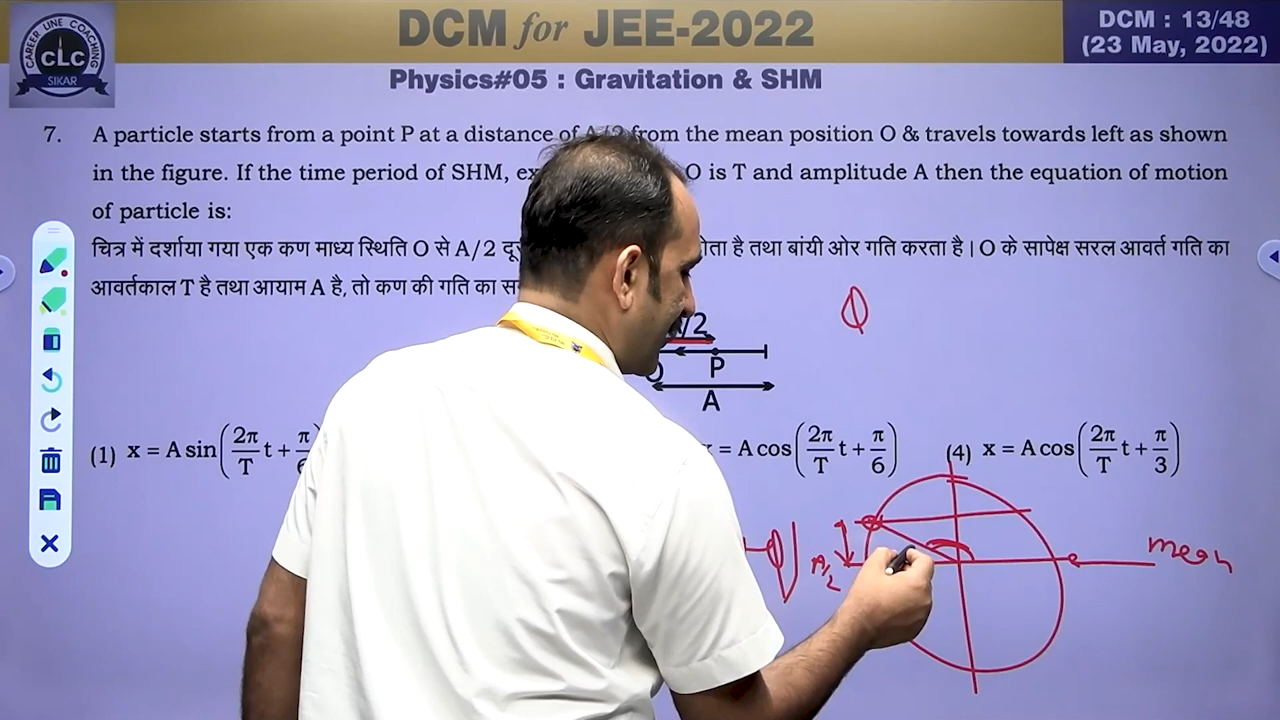 DCM for JEE-2022
DCM : 13/48
(23 May, 2022)
CAREER LINE COACHING
CLC
SIKAR
Physics#05 : Gravitation & SHM
7. A particle starts from a point P at a distance of A/2 from the mean position O & travels towards left as shown
in the figure. If the time period of SHM, O is T and amplitude A then the equation of motion
of particle is:
चित्र में दर्शाया गया एक कण माध्य स्थिति O से A/2 होता है तथा बांयी ओर गति करता है | O के सापेक्ष सरल आवर्त गति का
आवर्तकाल T है तथा आयाम A है, तो कण की गति का
/2
O P
A
(1) x = A sin(2π/T t + π/6
= A cos(2π/T t + π/6)
(4) x = A cos(2π/T t + π/3)
ϕ
ϕ
A/2
mean